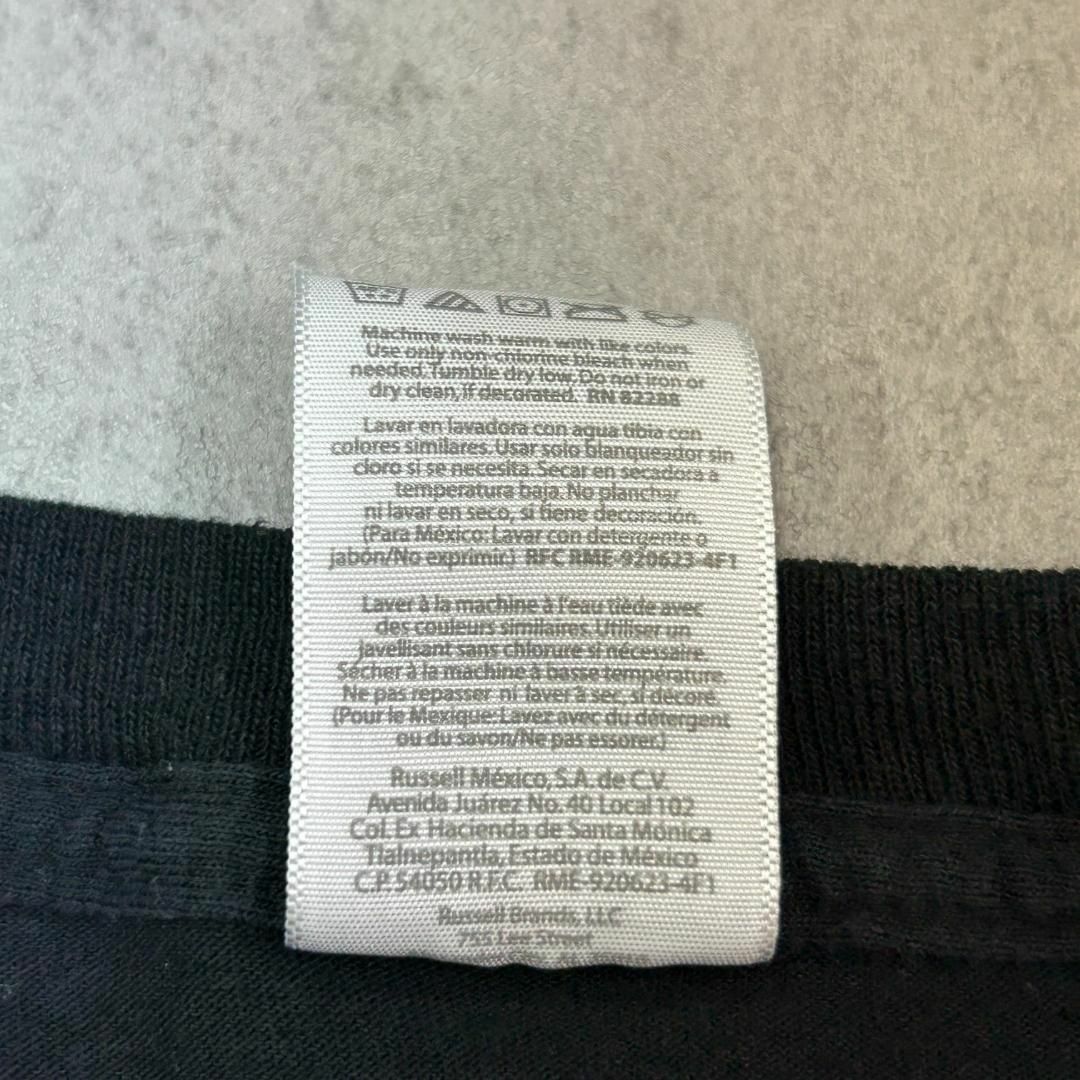 Machine wash warm with like colors.
Use only non-chlorine bleach when
needed. Tumble dry low. Do not iron or
dry clean, if decorated. RN 82288
Lavar en lavadora con agua tibia con
colores similares. Usar solo blanqueador sin
cloro si se necesita. Secar en secadora a
temperatura baja. No planchar
ni lavar en seco, si tiene decoración.
(Para México: Lavar con detergente o
jabón/No exprimir.) RFC RME-920623-4F1
Laver à la machine à l'eau tiède avec
des couleurs similaires. Utiliser un
javellisant sans chlorure si nécessaire.
Sécher à la machine à basse température.
Ne pas repasser ni laver à sec, si décoré.
(Pour le Mexique: Lavez avec du détergent
ou du savon/Ne pas essorer.)
Russell México, S.A. de C.V.
Avenida Juárez No. 40 Local 102
Col. Ex Hacienda de Santa Mónica
Tlalnepantla, Estado de México
C.P. 54050 R.F.C. RME-920623-4F1
Russell Brands, LLC
755 Lee Street